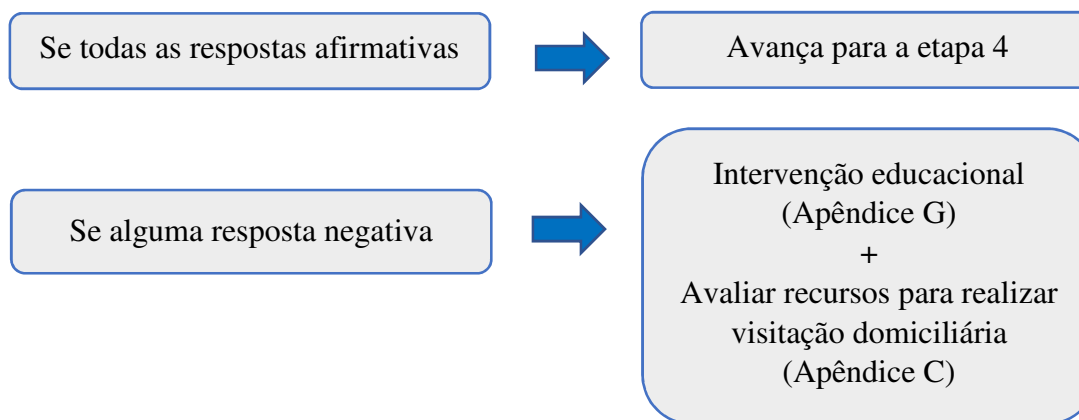 Se todas as respostas afirmativas
Avança para a etapa 4
Se alguma resposta negativa
Intervenção educacional
(Apêndice G)
+
Avaliar recursos para realizar
visitação domiciliária
(Apêndice C)